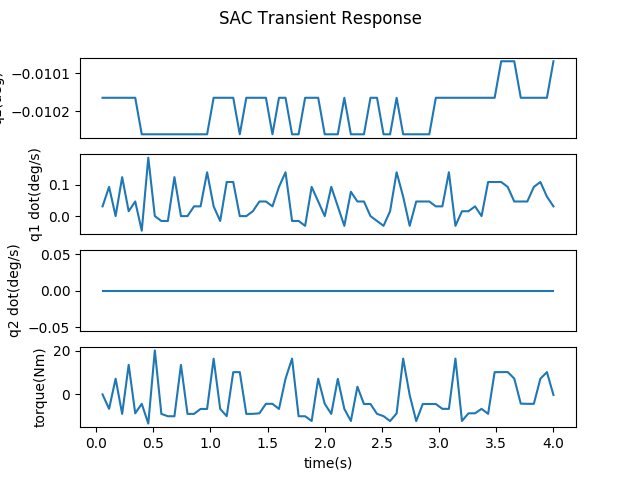 SAC Transient Response
−0.0101
−0.0102
q1 dot(deg/s)
0.1
0.0
q2 dot(deg/s)
0.05
0.00
−0.05
torque(Nm)
20
0
0.0 0.5 1.0 1.5 2.0 2.5 3.0 3.5 4.0
time(s)